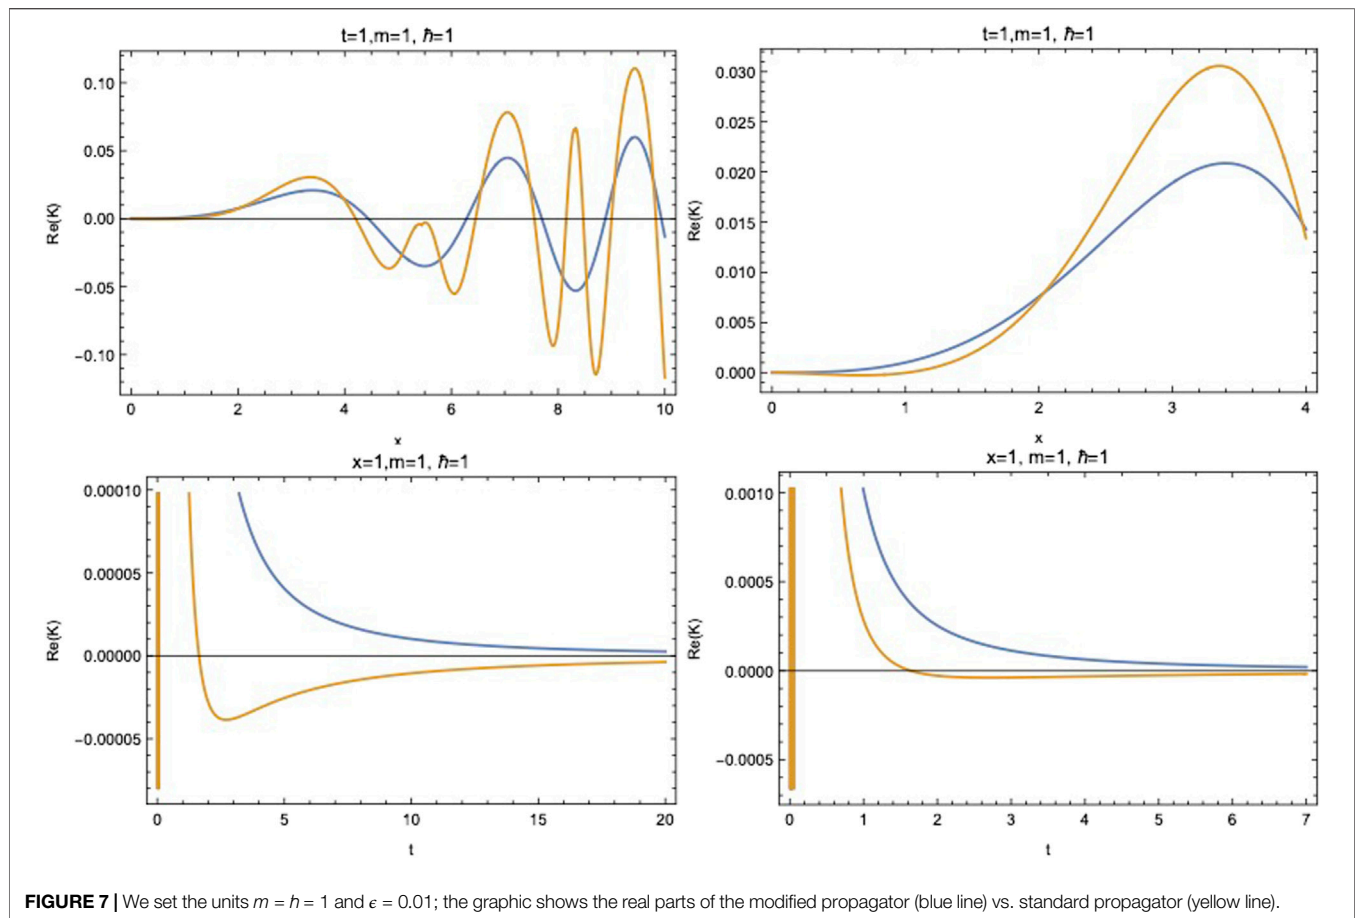 t=1,m=1, ℏ=1
0.10
0.05
0.00
−0.05
−0.10
Re(K)
0 2 4 6 8 10
x
t=1,m=1, ℏ=1
0.030
0.025
0.020
0.015
0.010
0.005
0.000
Re(K)
0 1 2 3 4
x
x=1,m=1, ℏ=1
0.00010
0.00005
0.00000
−0.00005
Re(K)
0 5 10 15 20
t
x=1, m=1, ℏ=1
0.0010
0.0005
0.0000
−0.0005
Re(K)
0 1 2 3 4 5 6 7
t
FIGURE 7 | We set the units m = ℏ = 1 and ϵ = 0.01; the graphic shows the real parts of the modified propagator (blue line) vs. standard propagator (yellow line).